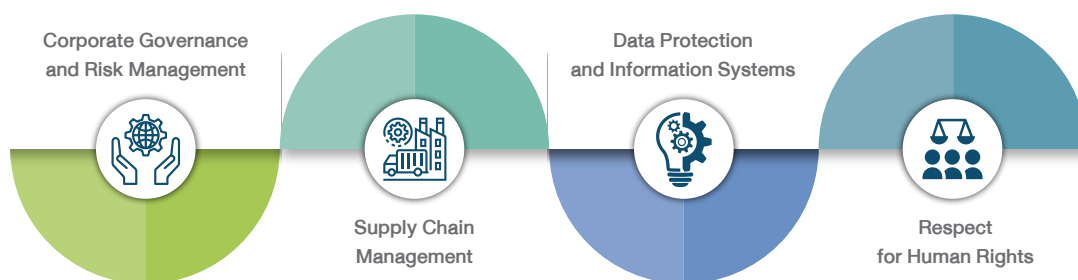 Corporate Governance
and Risk Management
Supply Chain
Management
Data Protection
and Information Systems
Respect
for Human Rights